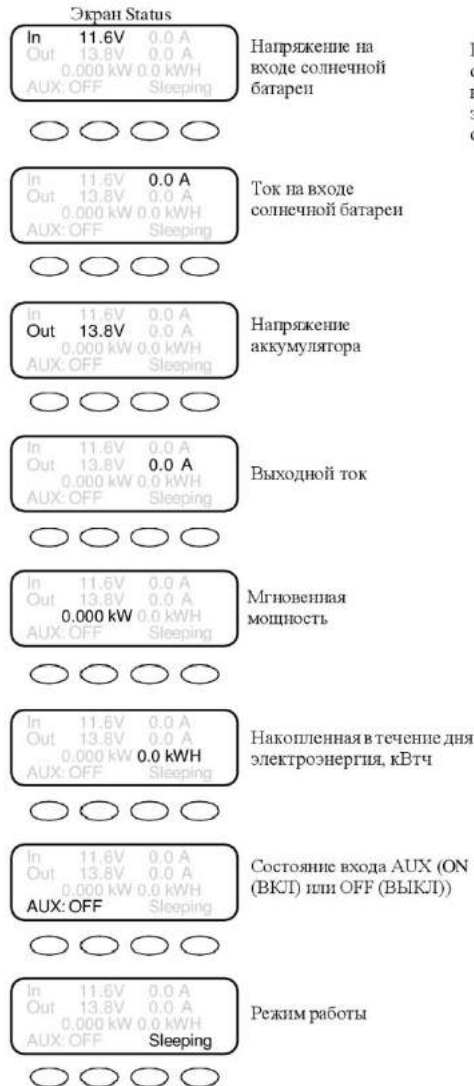 Экран Status
In 11.6V 0.0 A
Out 13.8V 0.0 A
0.000 kW 0.0 kWH
AUX: OFF Sleeping
Напряжение на
входе солнечной
батареи
In 11.6V 0.0 A
Out 13.8V 0.0 A
0.000 kW 0.0 kWH
AUX: OFF Sleeping
Ток на входе
солнечной батареи
In 11.6V 0.0 A
Out 13.8V 0.0 A
0.000 kW 0.0 kWH
AUX: OFF Sleeping
Напряжение
аккумулятора
In 11.6V 0.0 A
Out 13.8V 0.0 A
0.000 kW 0.0 kWH
AUX: OFF Sleeping
Выходной ток
In 11.6V 0.0 A
Out 13.8V 0.0 A
0.000 kW 0.0 kWH
AUX: OFF Sleeping
Мгновенная
мощность
In 11.6V 0.0 A
Out 13.8V 0.0 A
0.000 kW 0.0 kWH
AUX: OFF Sleeping
Накопленная в течение дня
электроэнергия, кВтч
In 11.6V 0.0 A
Out 13.8V 0.0 A
0.000 kW 0.0 kWH
AUX: OFF Sleeping
Состояние входа AUX (ON
(ВКЛ) или OFF (ВЫКЛ))
In 11.6V 0.0 A
Out 13.8V 0.0 A
0.000 kW 0.0 kWH
AUX: OFF Sleeping
Режим работы